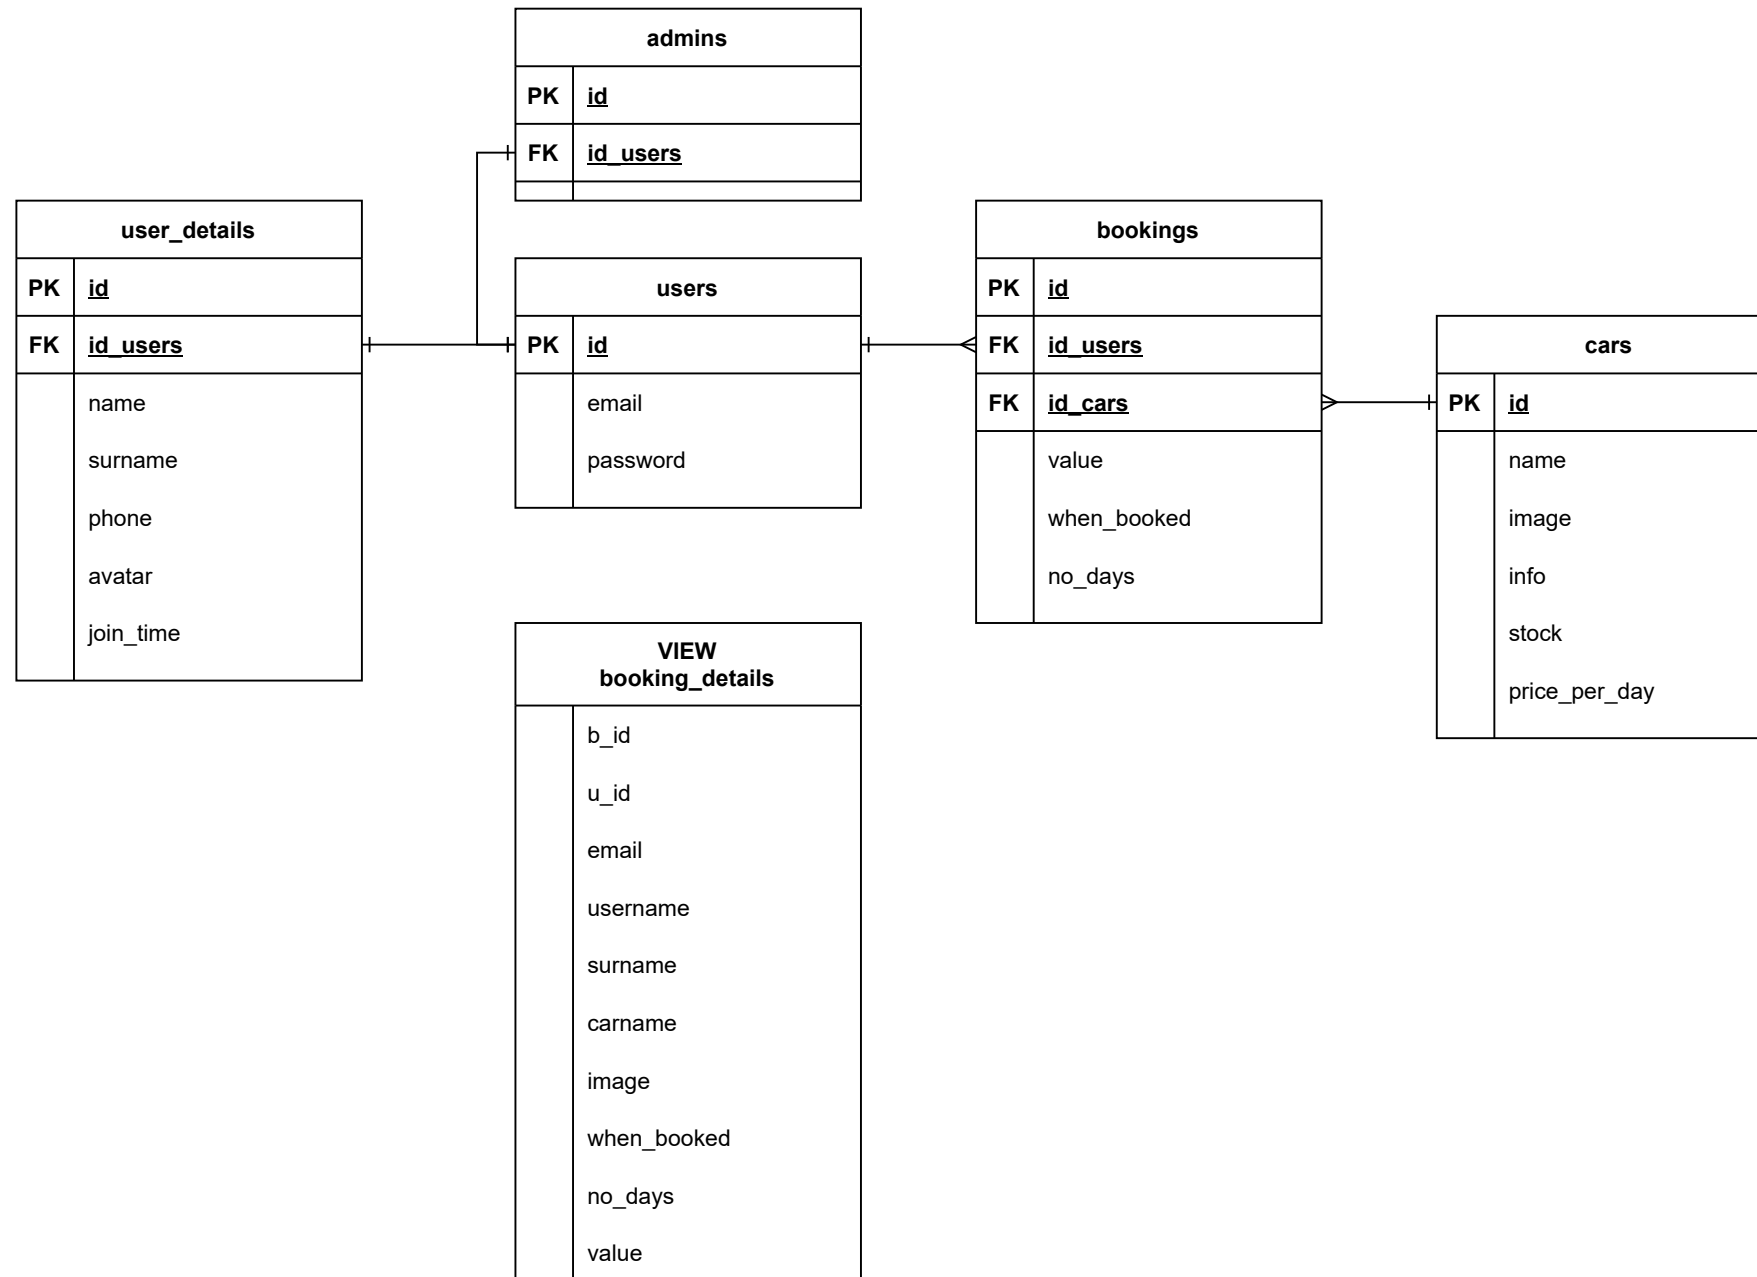 admins
PK id
FK id_users
user_details
PK id
FK id_users
name
surname
phone
avatar
join_time
users
PK id
email
password
bookings
PK id
FK id_users
FK id_cars
value
when_booked
no_days
cars
PK id
name
image
info
stock
price_per_day
VIEW
booking_details
b_id
u_id
email
username
surname
carname
image
when_booked
no_days
value